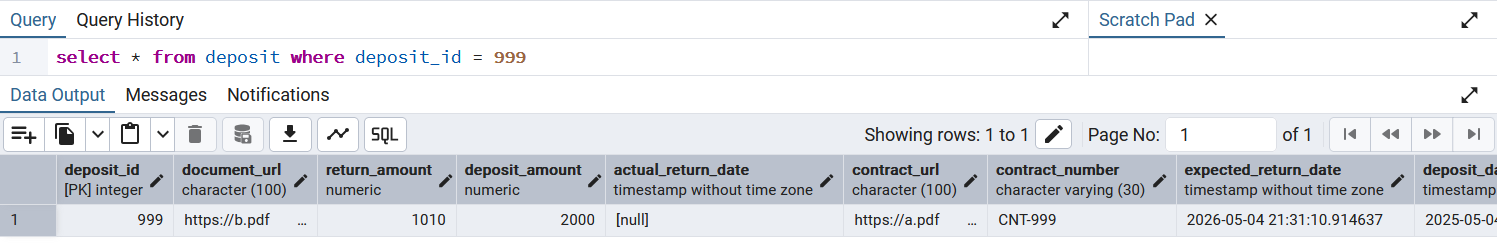 Query Query History Scratch Pad
1 select * from deposit where deposit_id = 999
Data Output Messages Notifications
SQL Showing rows: 1 to 1 Page No: 1 of 1
deposit_id document_url return_amount deposit_amount actual_return_date contract_url contract_number expected_return_date deposit_da
[PK] integer character (100) numeric numeric timestamp without time zone character (100) character varying (30) timestamp without time zone timestamp
1 999 https://b.pdf ... 1010 2000 [null] https://a.pdf ... CNT-999 2026-05-04 21:31:10.914637 2025-05-04